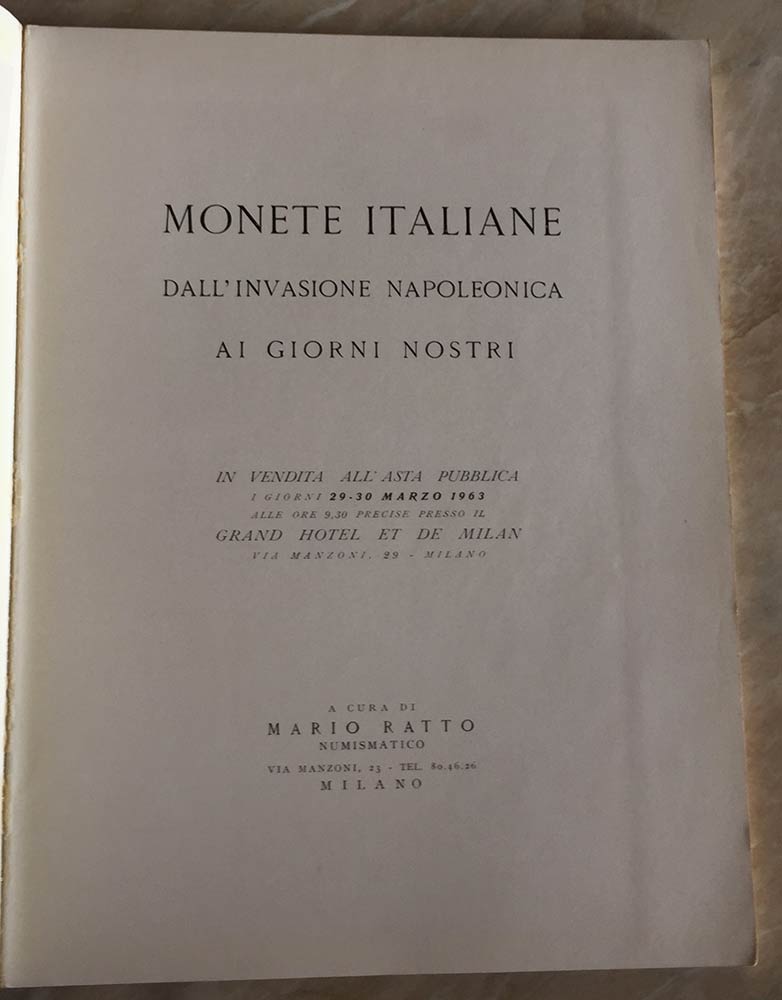 MONETE ITALIANE
DALL'INVASIONE NAPOLEONICA
AI GIORNI NOSTRI
IN VENDITA ALL'ASTA PUBBLICA
I GIORNI 29-30 MARZO 1963
ALLE ORE 9,30 PRECISE PRESSO IL
GRAND HOTEL ET DE MILAN
VIA MANZONI, 29 - MILANO
A CURA DI
MARIO RATTO
NUMISMATICO
VIA MANZONI, 23 - TEL. 80.46.26
MILANO